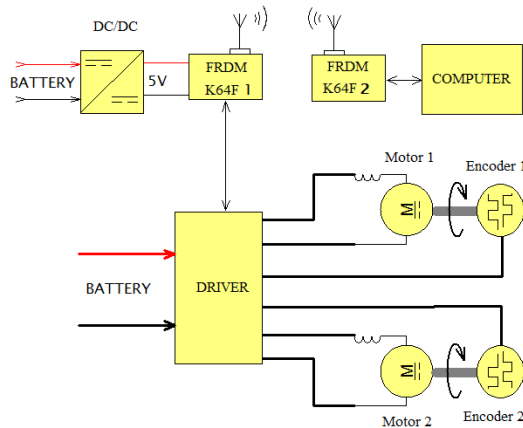 DC/DC
BATTERY
5V
FRDM
K64F 1
FRDM
K64F 2
COMPUTER
Motor 1
Encoder 1
M
BATTERY
DRIVER
M
Motor 2
Encoder 2